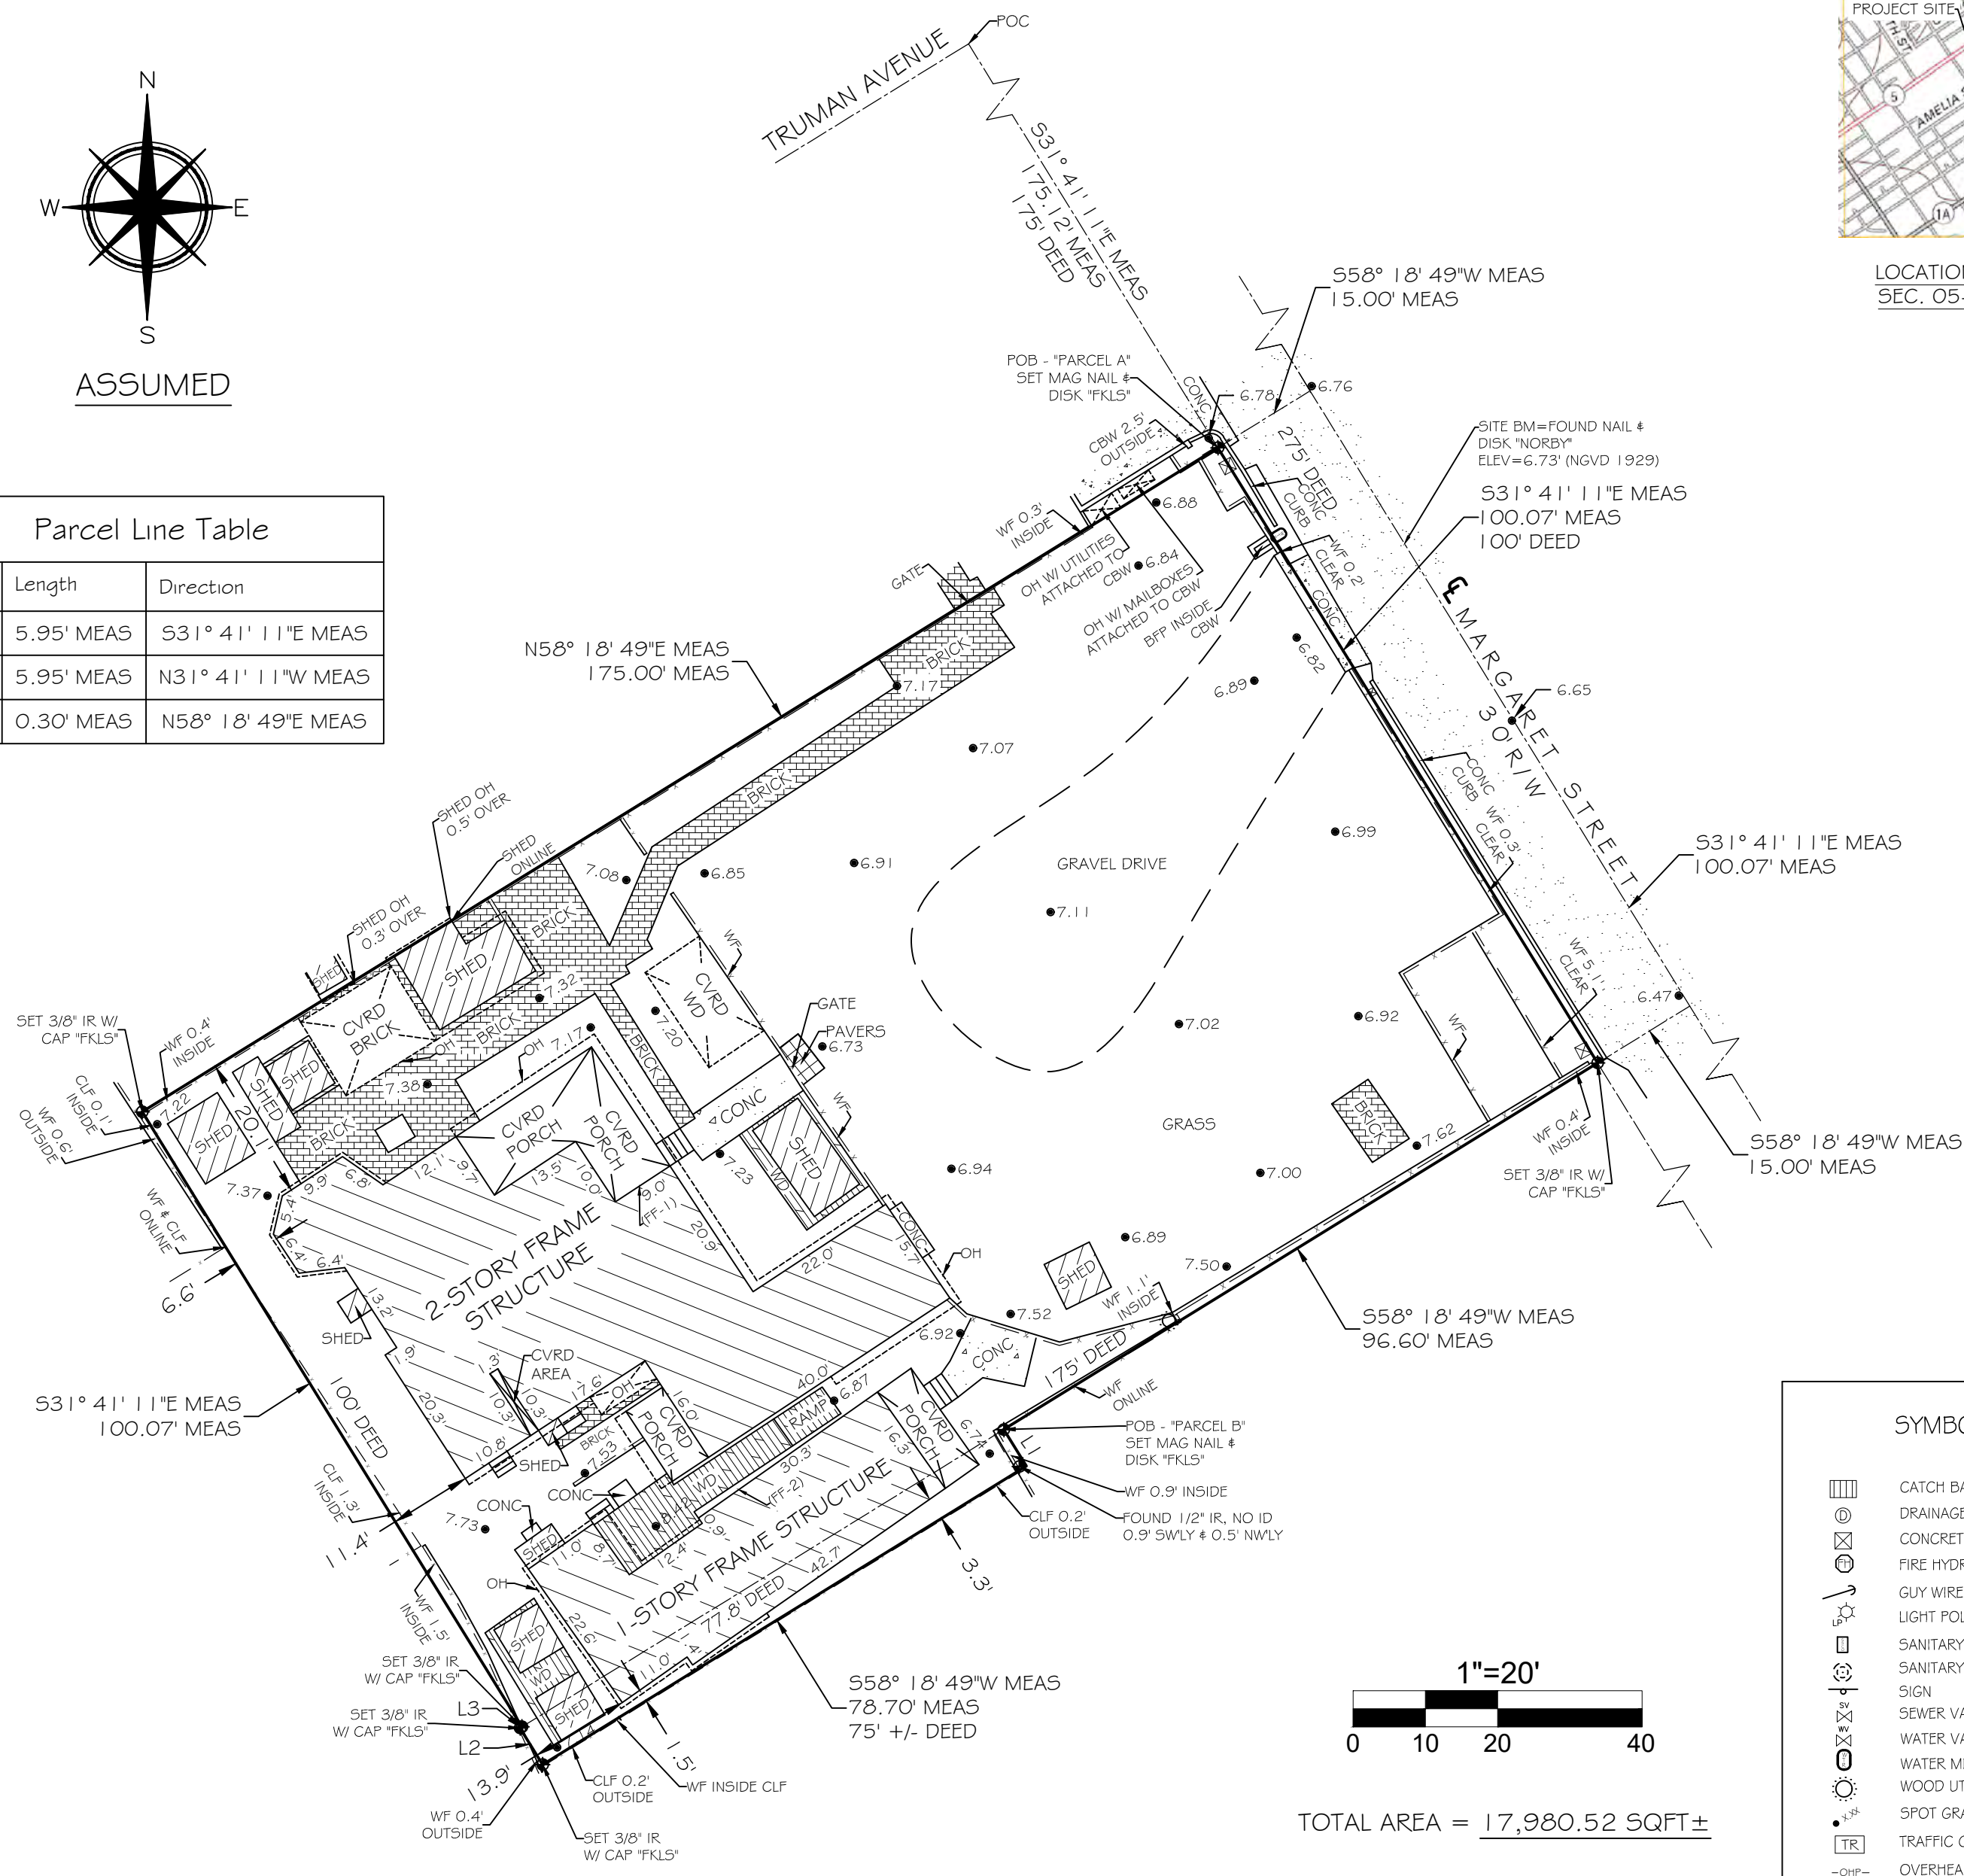 POC
TRUMAN AVENUE
S31° 41' 11"E MEAS
175.12' MEAS
175' DEED
N
W
E
S
ASSUMED
PROJECT SITE
TH ST
5
AMELIA
1A
LOCATION
SEC. 05-
S58° 18' 49"W MEAS
15.00' MEAS
POB - "PARCEL A"
SET MAG NAIL &
DISK "FKLS"
CONC
6.78
6.76
CBW 2.5'
OUTSIDE
275' DEED
SITE BM=FOUND NAIL &
DISK "NORBY"
ELEV=6.73' (NGVD 1929)
S31° 41' 11"E MEAS
100.07' MEAS
100' DEED
CONC
CURB
WF 0.2'
CLEAR
CONC
WF 0.3'
INSIDE
6.88
6.84
OH W/ UTILITIES
ATTACHED TO
CBW
OH W/ MAILBOXES
ATTACHED TO CBW
BFP INSIDE
CBW
GATE
6.82
6.89
CL MARGARET STREET
30' R/W
6.65
Parcel Line Table
Length
Direction
5.95' MEAS
S31° 41' 11"E MEAS
5.95' MEAS
N31° 41' 11"W MEAS
0.30' MEAS
N58° 18' 49"E MEAS
N58° 18' 49"E MEAS
175.00' MEAS
BRICK
7.17
7.07
BRICK
CONC
CURB
WF 0.3'
CLEAR
S31° 41' 11"E MEAS
100.07' MEAS
SHED OH
0.5' OVER
SHED
ONLINE
7.08
6.85
6.91
GRAVEL DRIVE
6.99
7.11
SHED OH
0.3' OVER
SHED
BRICK
SHED
WF
CVRD
WD
7.32
CVRD
BRICK
BRICK
OH
OH
7.17
7.20
GATE
PAVERS
6.73
7.02
6.92
WF
WF 5.1'
CLEAR
6.47
SET 3/8" IR W/
CAP "FKLS"
WF 0.4'
INSIDE
CLF 0.1'
INSIDE
WF 0.6'
OUTSIDE
7.22
SHED
SHED
SHED
20.1'
7.38
BRICK
BRICK
CONC
WF
SHED
WD
7.23
CVRD
PORCH
CVRD
PORCH
GRASS
BRICK
7.62
WF 0.4'
INSIDE
S58° 18' 49"W MEAS
15.00' MEAS
SET 3/8" IR W/
CAP "FKLS"
7.37
9.9'
6.8'
12.1'
9.7'
13.5'
10.0'
9.0'
(FF-1)
5.4'
6.4'
6.4'
20.9'
22.0'
CONC
15.7'
OH
6.94
7.00
6.89
7.50
SHED
7.52
WF 1.1'
INSIDE
WF & CLF
ONLINE
6.6'
2-STORY FRAME
STRUCTURE
SHED
13.2'
1.9'
20.3'
1.3'
CVRD
AREA
10.3'
10.3'
17.6'
OH
10.8'
SHED
BRICK
7.53
CVRD
PORCH
16.0'
40.0'
6.92
CONC
175' DEED
WF
ONLINE
S58° 18' 49"W MEAS
96.60' MEAS
S31° 41' 11"E MEAS
100.07' MEAS
100' DEED
CLF 1.3'
INSIDE
11.4'
6.87
RAMP
WD
30.3'
(FF-2)
CVRD
PORCH
16.3'
6.74
L1
POB - "PARCEL B"
SET MAG NAIL &
DISK "FKLS"
WF 0.9' INSIDE
FOUND 1/2" IR, NO ID
0.9' SW'LY & 0.5' NW'LY
CLF 0.2'
OUTSIDE
CONC
CONC
7.73
SHED
11.0'
8.7'
8.42
10.9'
12.4'
1-STORY FRAME STRUCTURE
77.8' DEED
42.7'
3.3'
OH
22.6'
WF 1.5'
INSIDE
SHED
WD
SHED
11.0'
1.4'
SET 3/8" IR
W/ CAP "FKLS"
L3
SET 3/8" IR
W/ CAP "FKLS"
L2
13.9'
WF 0.4'
OUTSIDE
CLF 0.2'
OUTSIDE
WF INSIDE CLF
1.5'
SET 3/8" IR
W/ CAP "FKLS"
S58° 18' 49"W MEAS
78.70' MEAS
75' +/- DEED
1"=20'
0 10 20 40
TOTAL AREA = 17,980.52 SQFT±
SYMBO
CATCH BA
D DRAINAGE
CONCRET
FH FIRE HYDR
GUY WIRE
LP LIGHT POL
SANITARY
S SANITARY
SIGN
SV SEWER VA
WV WATER VA
WATER M
WOOD UT
X.XX SPOT GRA
TR TRAFFIC C
-OHP- OVERHEA